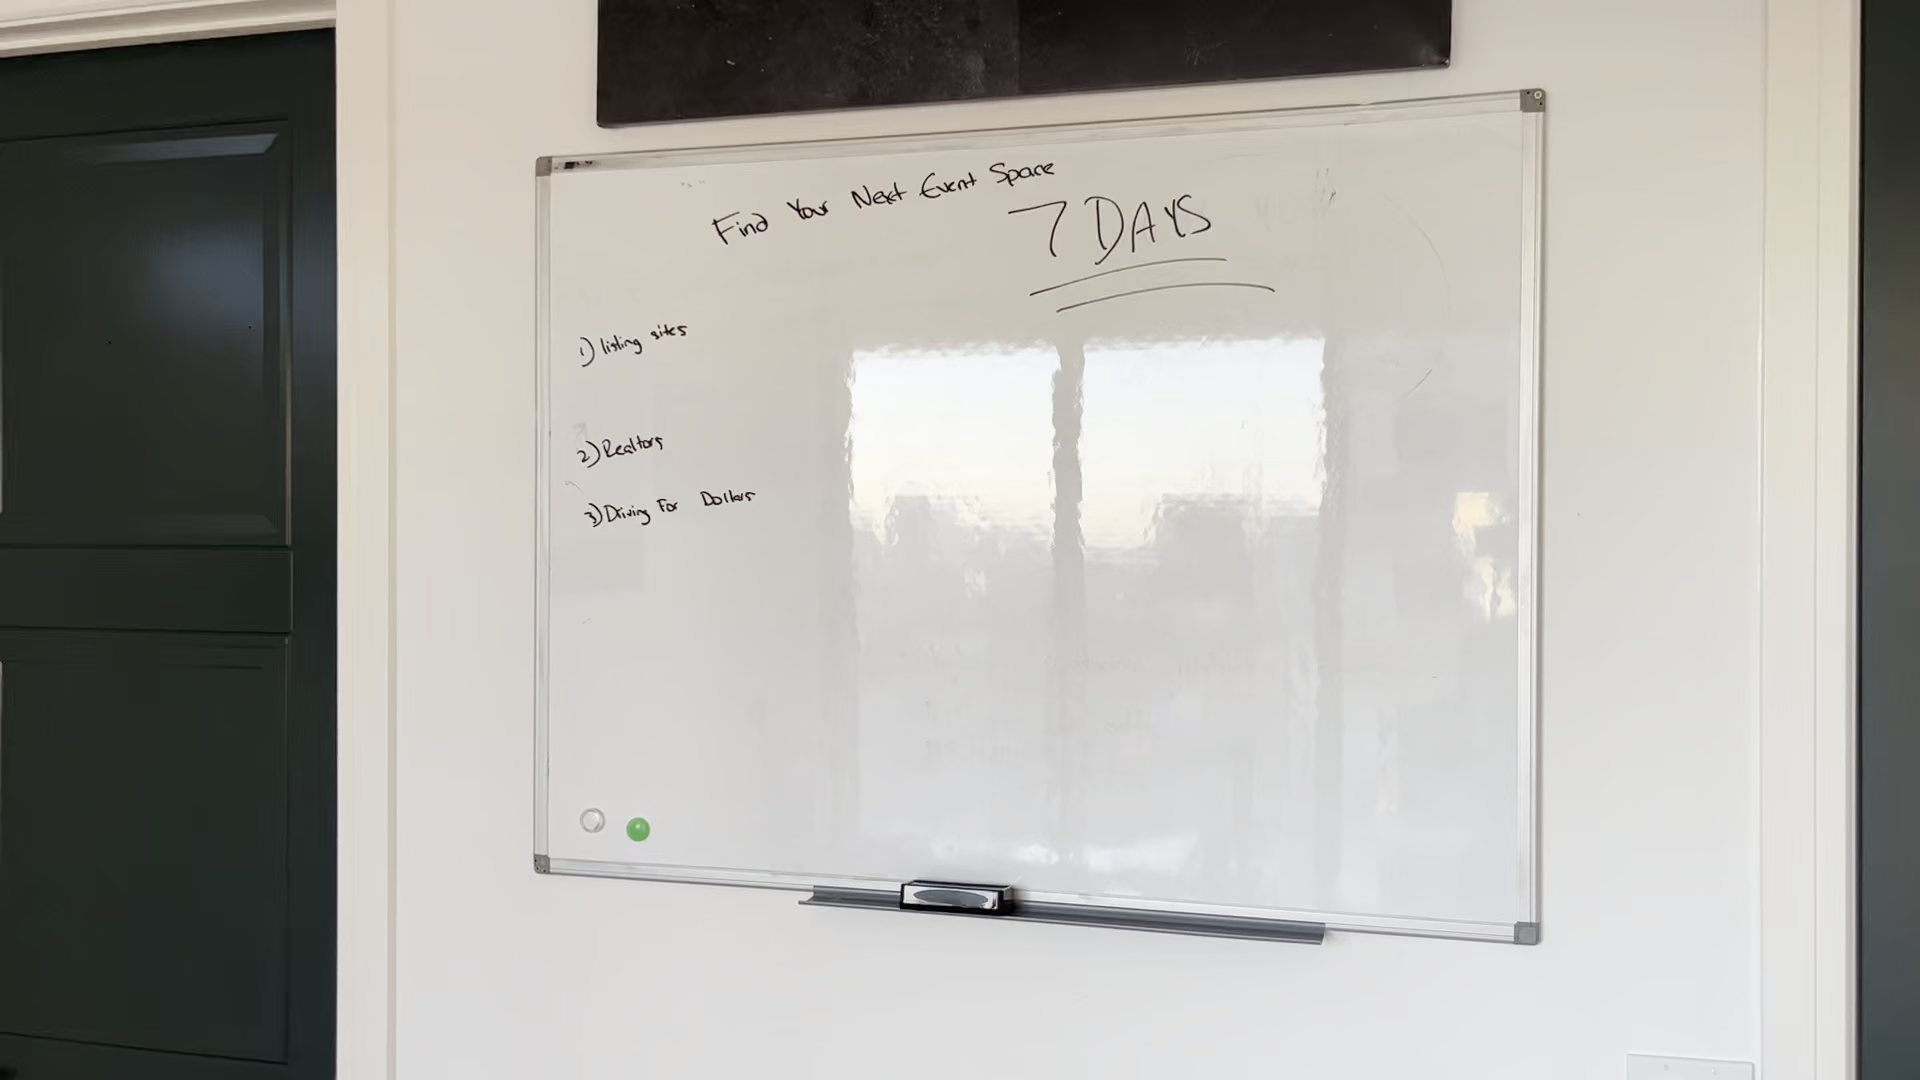 Find Your Next Event Space
7 DAYS
1) listing sites
2) Realtors
3) Driving For Dollars